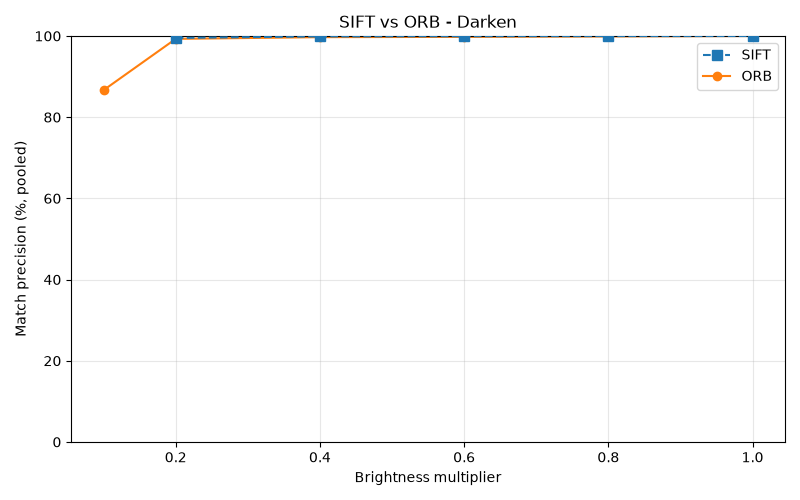 SIFT vs ORB - Darken
SIFT
ORB
Match precision (%, pooled)
100
80
60
40
20
0
0.2 0.4 0.6 0.8 1.0
Brightness multiplier